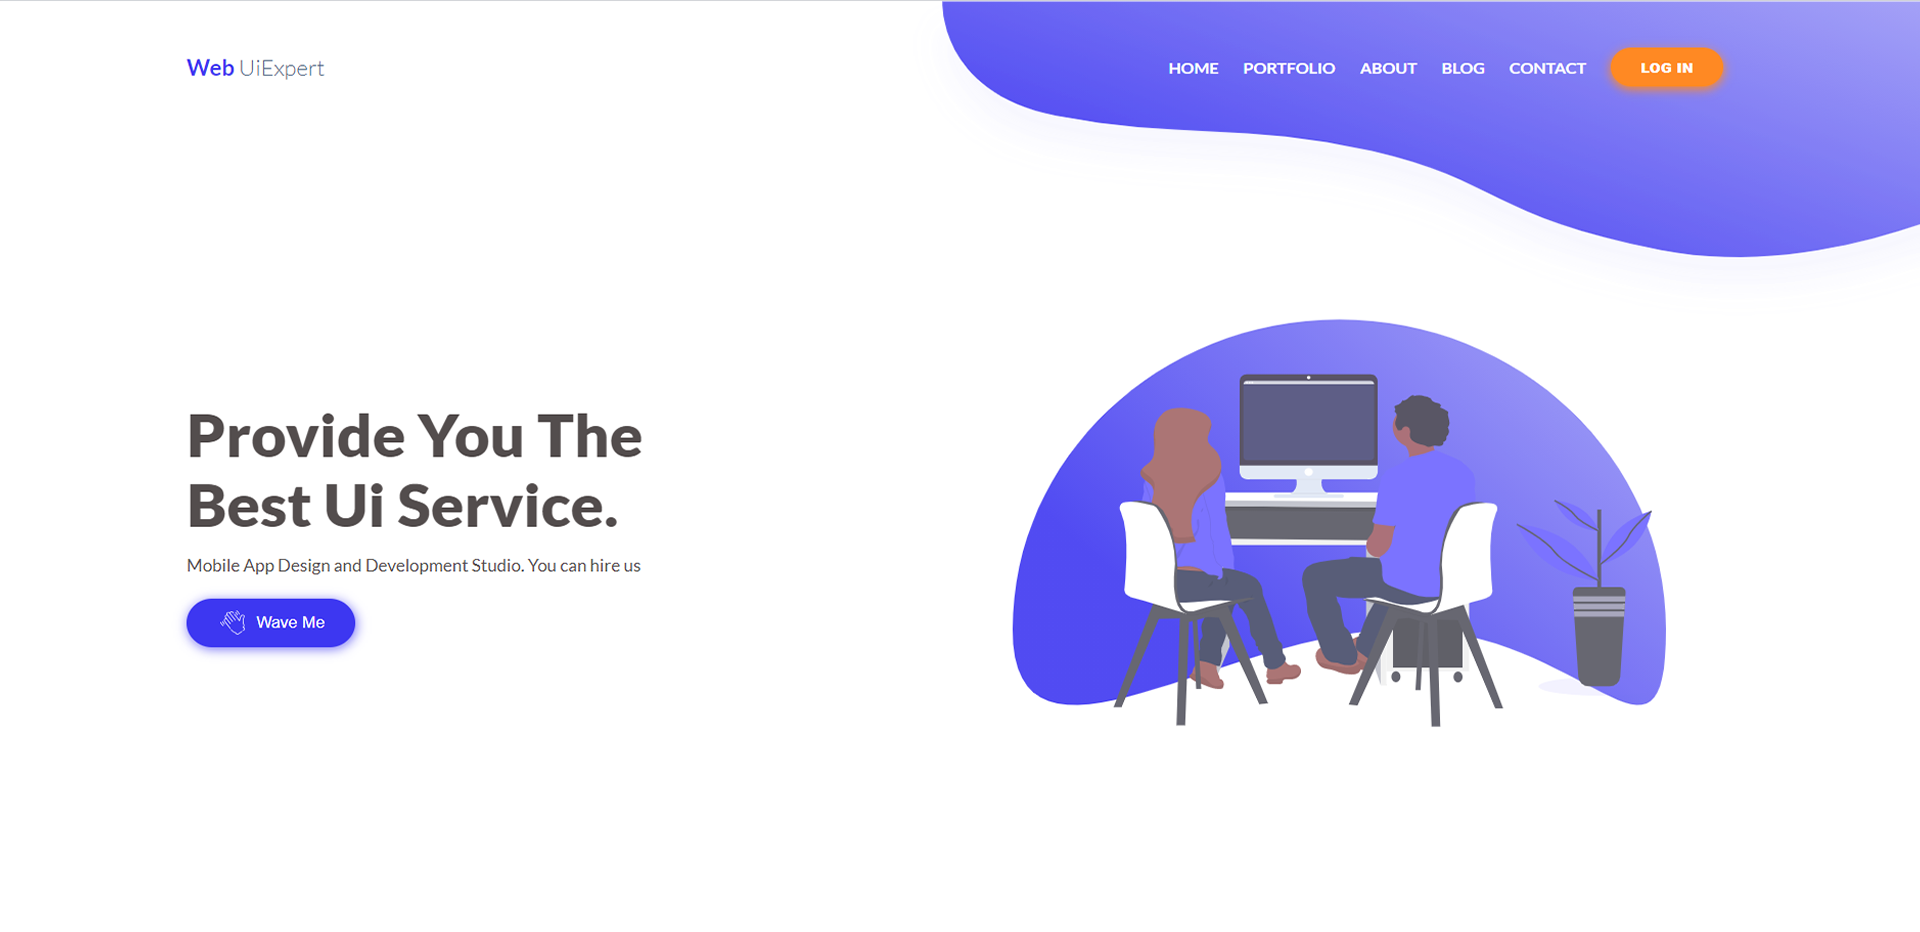 Web UiExpert
HOME PORTFOLIO ABOUT BLOG CONTACT LOG IN
Provide You The
Best Ui Service.
Mobile App Design and Development Studio. You can hire us
Wave Me